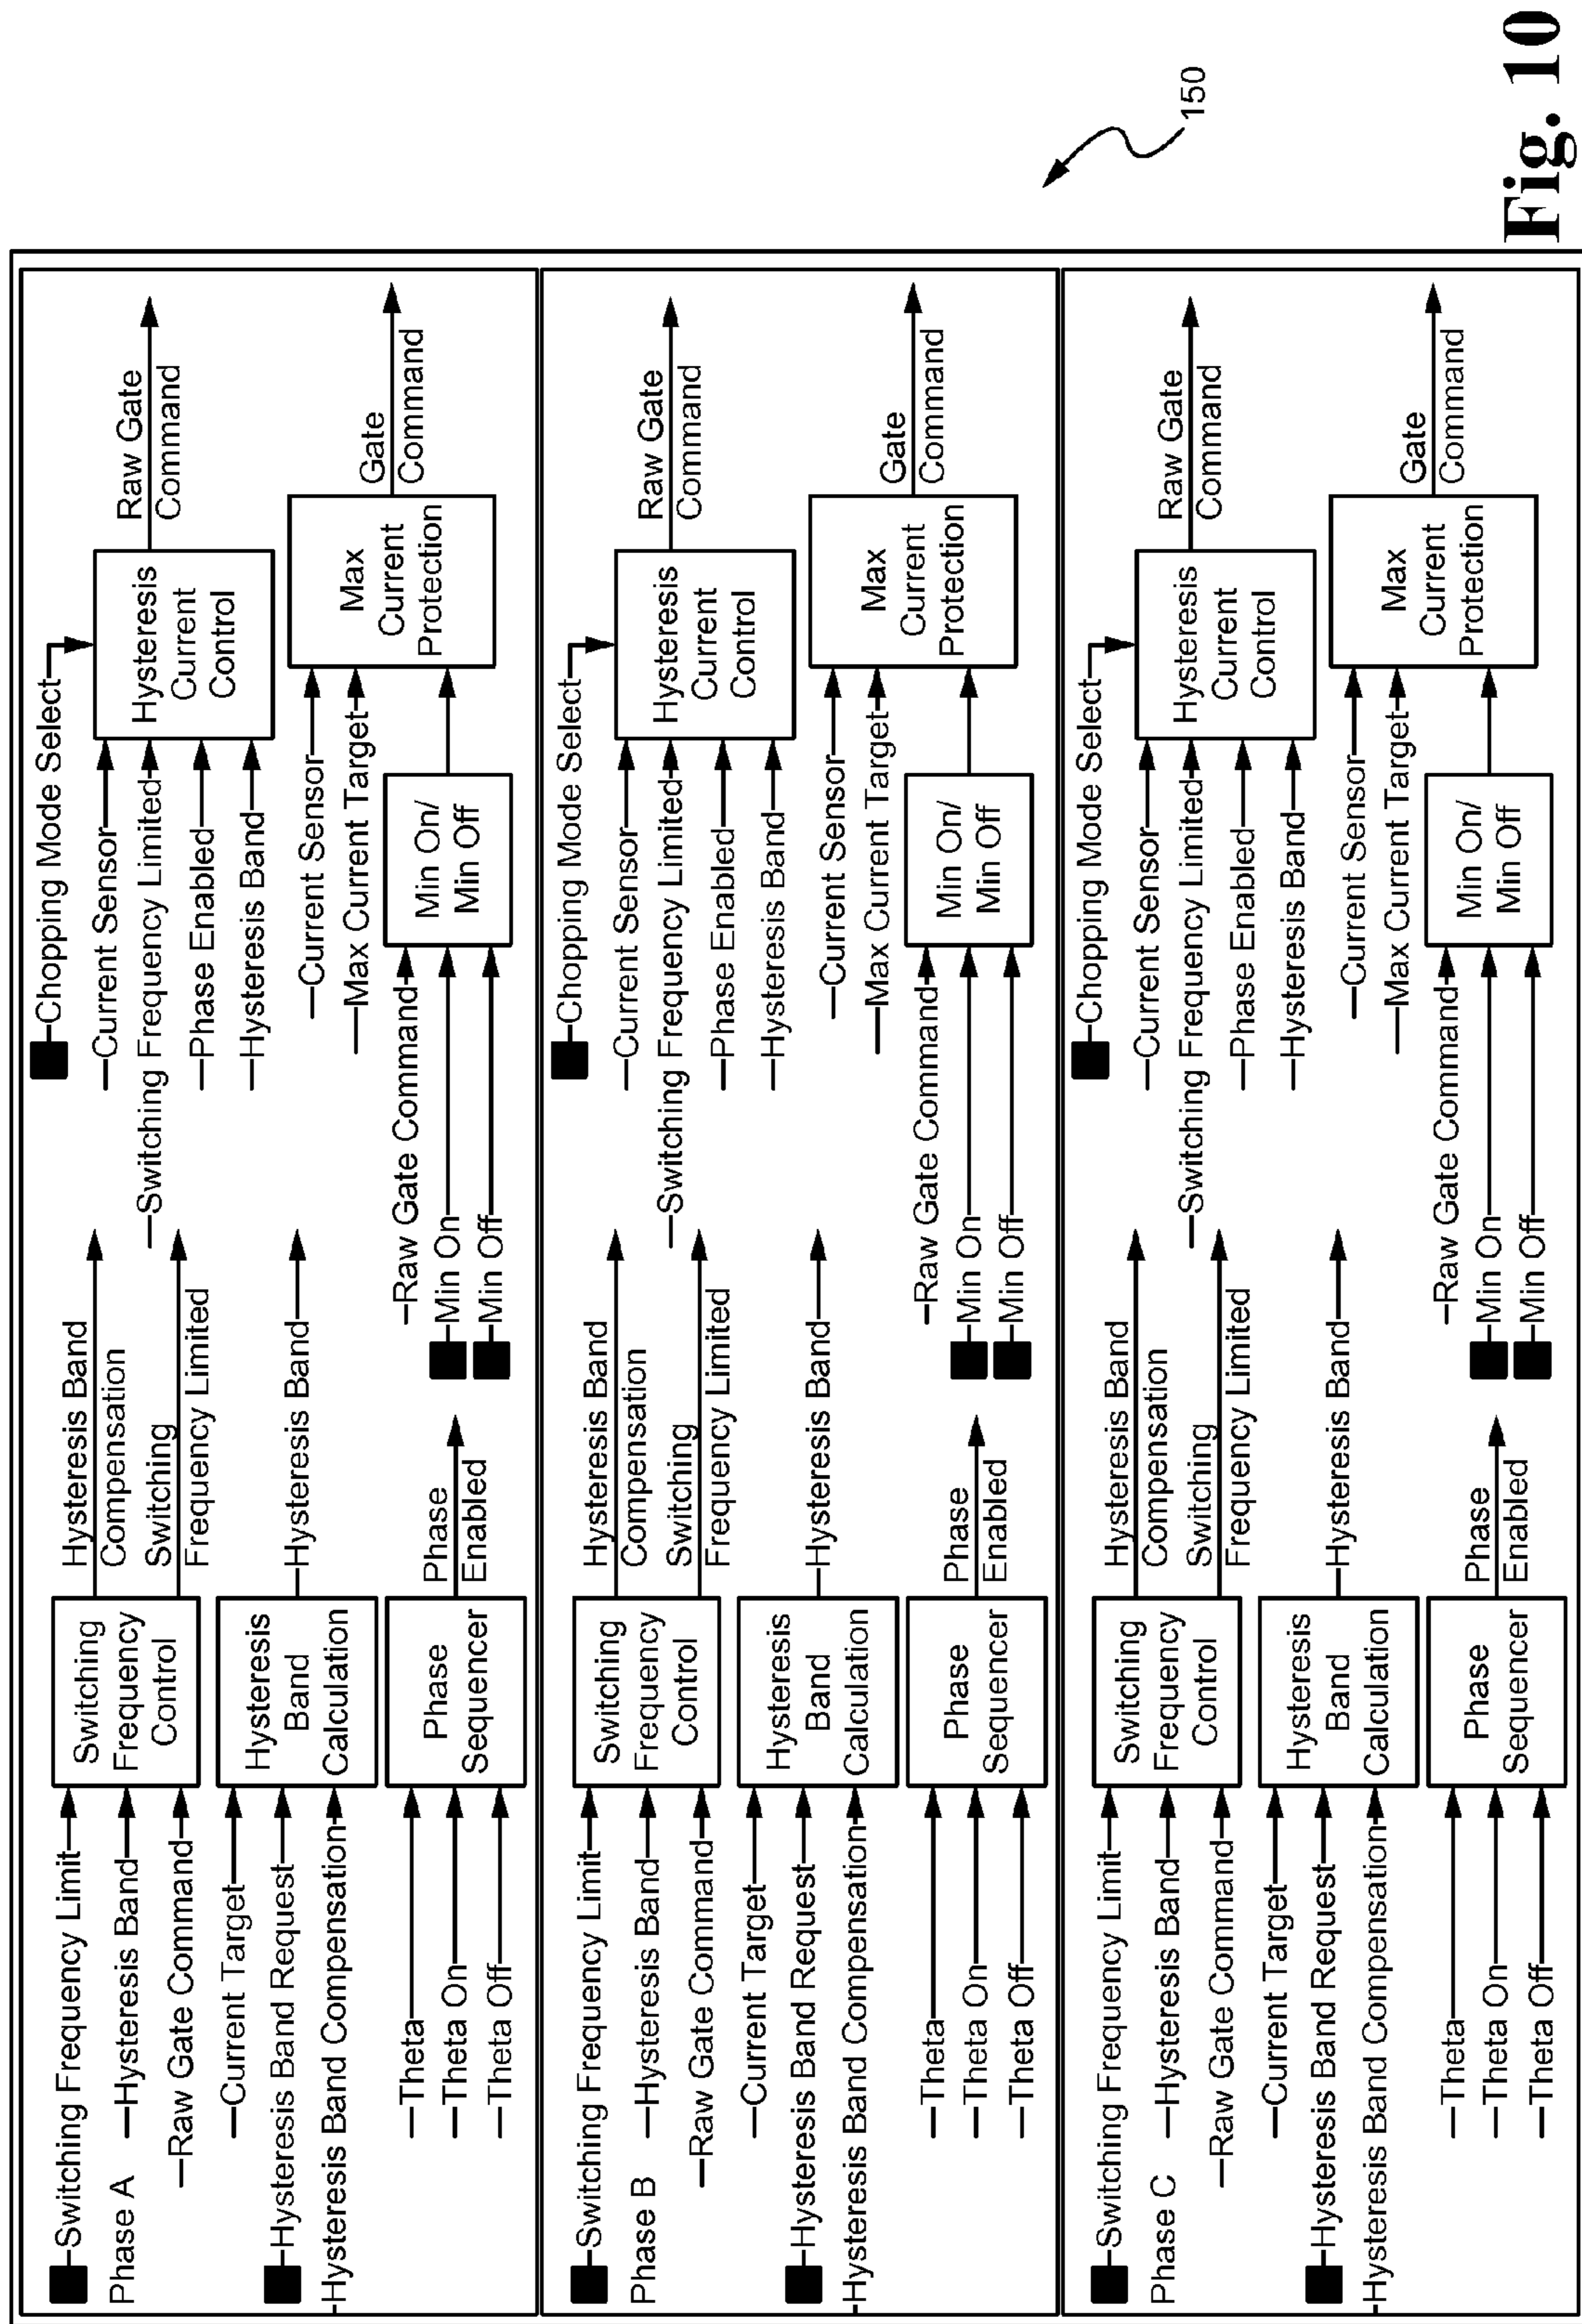 Phase A
Switching Frequency Limit
Hysteresis Band
Raw Gate Command
Switching
Frequency
Control
Hysteresis Band
Compensation
Switching
Frequency Limited
Current Target
Hysteresis Band Request
Hysteresis Band Compensation
Hysteresis
Band
Calculation
Hysteresis Band
Theta
Theta On
Theta Off
Phase
Sequencer
Phase
Enabled
Chopping Mode Select
Current Sensor
Switching Frequency Limited
Phase Enabled
Hysteresis Band
Hysteresis
Current
Control
Raw Gate
Command
Current Sensor
Max Current Target
Raw Gate Command
Min On
Min Off
Min On/
Min Off
Max
Current
Protection
Gate
Command
Phase B
Switching Frequency Limit
Hysteresis Band
Raw Gate Command
Switching
Frequency
Control
Hysteresis Band
Compensation
Switching
Frequency Limited
Current Target
Hysteresis Band Request
Hysteresis Band Compensation
Hysteresis
Band
Calculation
Hysteresis Band
Theta
Theta On
Theta Off
Phase
Sequencer
Phase
Enabled
Chopping Mode Select
Current Sensor
Switching Frequency Limited
Phase Enabled
Hysteresis Band
Hysteresis
Current
Control
Raw Gate
Command
Current Sensor
Max Current Target
Raw Gate Command
Min On
Min Off
Min On/
Min Off
Max
Current
Protection
Gate
Command
Phase C
Switching Frequency Limit
Hysteresis Band
Raw Gate Command
Switching
Frequency
Control
Hysteresis Band
Compensation
Switching
Frequency Limited
Current Target
Hysteresis Band Request
Hysteresis Band Compensation
Hysteresis
Band
Calculation
Hysteresis Band
Theta
Theta On
Theta Off
Phase
Sequencer
Phase
Enabled
Chopping Mode Select
Current Sensor
Switching Frequency Limited
Phase Enabled
Hysteresis Band
Hysteresis
Current
Control
Raw Gate
Command
Current Sensor
Max Current Target
Raw Gate Command
Min On
Min Off
Min On/
Min Off
Max
Current
Protection
Gate
Command
150
Fig. 10